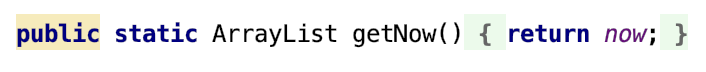 public static ArrayList getNow() { return now; }